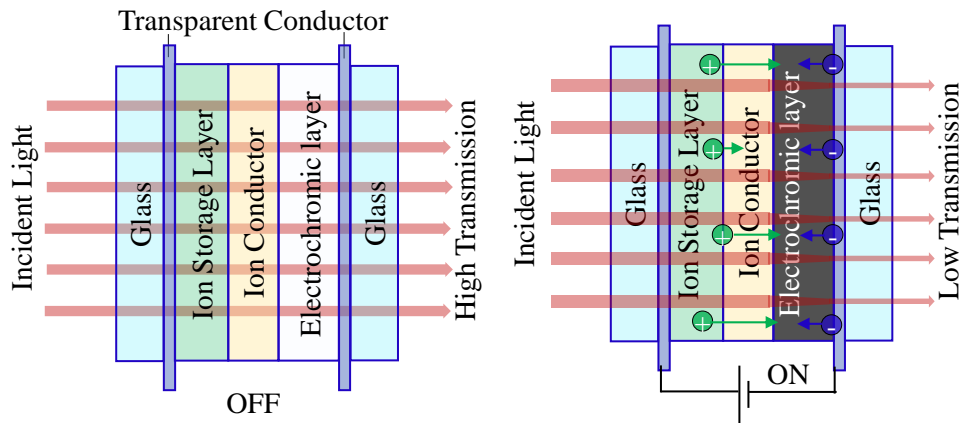 Transparent Conductor
Incident Light
Glass
Ion Storage Layer
Ion Conductor
Electrochromic layer
Glass
High Transmission
OFF
Incident Light
Glass
Ion Storage Layer
Ion Conductor
Electrochromic layer
Glass
Low Transmission
+
+
+
+
-
-
-
-
ON